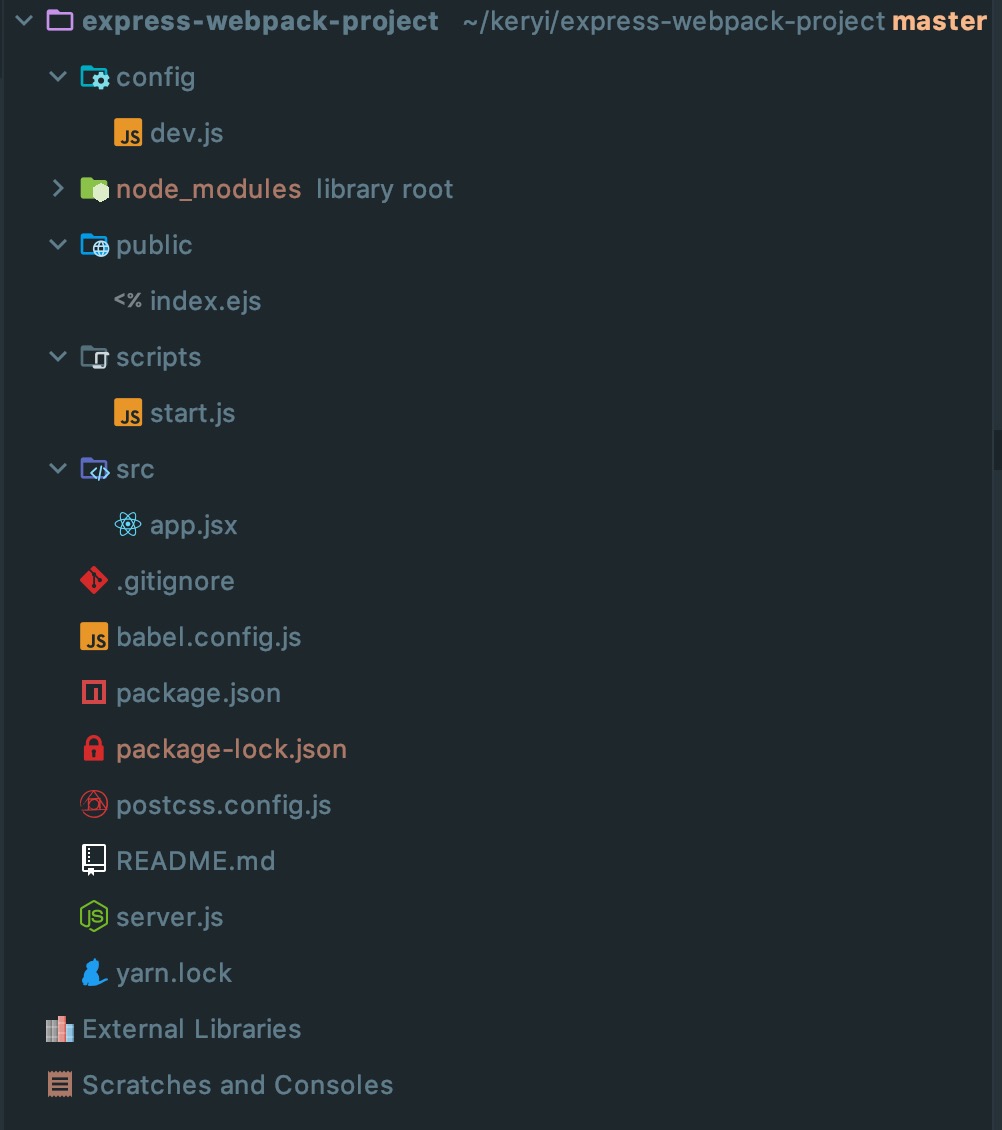 express-webpack-project ~/keryi/express-webpack-project master
config
JS dev.js
node_modules library root
public
<% index.ejs
scripts
JS start.js
src
app.jsx
.gitignore
JS babel.config.js
package.json
package-lock.json
postcss.config.js
README.md
JS server.js
yarn.lock
External Libraries
Scratches and Consoles